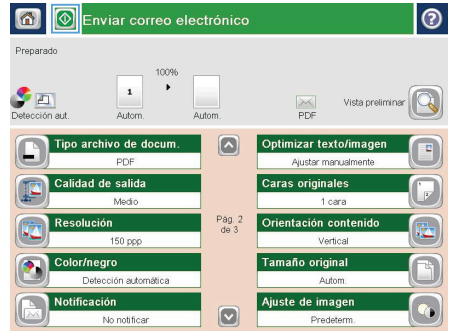 Enviar correo electrónico
?
Preparado
100%
1
Detección aut.
Autom.
Autom.
PDF
Vista preliminar
Tipo archivo de docum.
PDF
Calidad de salida
Medio
Resolución
150 ppp
Color/negro
Detección automática
Notificación
No notificar
Pág. 2
de 3
Optimizar texto/imagen
Ajustar manualmente
Caras originales
1 cara
Orientación contenido
Vertical
Tamaño original
Autom.
Ajuste de imagen
Predeterm.